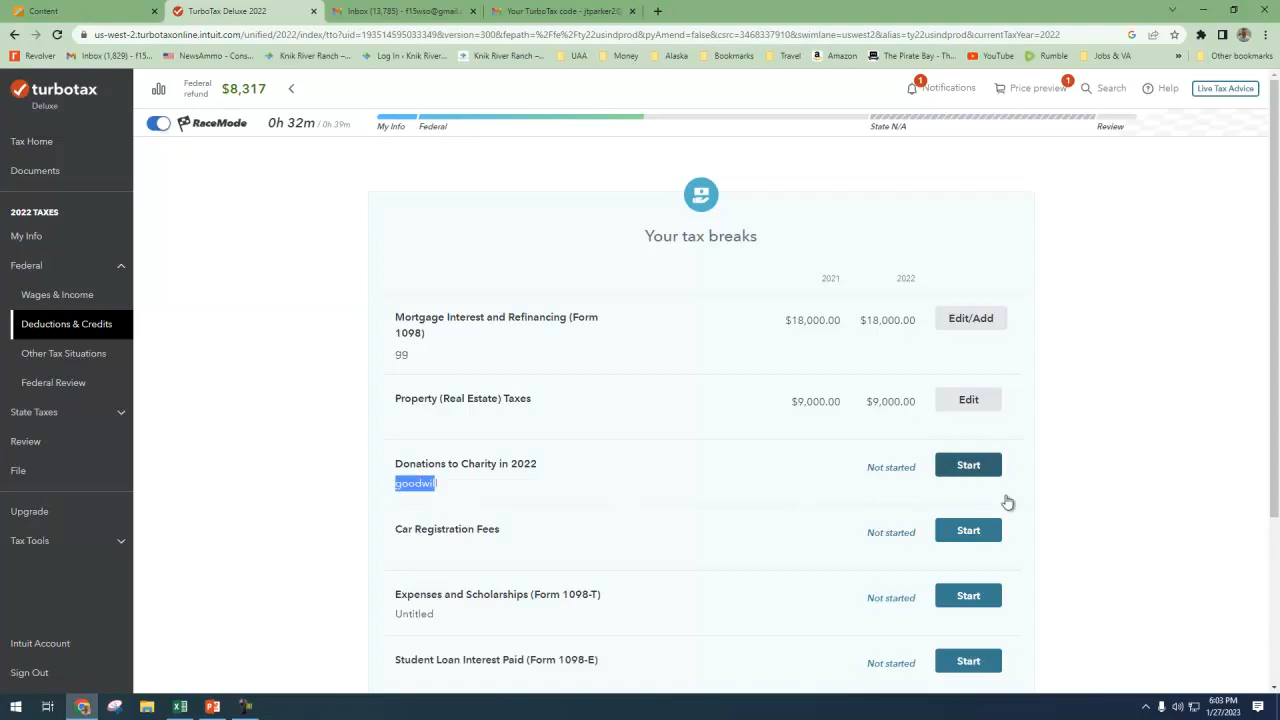 Content
TurboTax Deluxe 2022
Inbox (13,785) - f15wso@gmail.c
Your TurboTax code - jtparker2@
us-west-2.turbotaxonline.intuit.com/unified/2022/index/tto?uid=193514595033349&version=300&fepath=%2Ffe%2Fty22uindprod&pyAmend=false&csrc=3468337910&swimlane=uswest2&alias=ty22uindprod&currentTaxYear=2022
Revolver
Inbox (1,829) - f15...
NewsAmmo - Cons...
Knik River Ranch —...
Log In ‹ Knik River...
Knik River Ranch —...
UAA
Money
Alaska
Bookmarks
Travel
Amazon
The Pirate Bay - Th...
YouTube
Rumble
Jobs & VA
»
Other bookmarks
turbotax
Deluxe
Federal
refund
$8,317
1
Notifications
1
Price preview
Search
Help
Live Tax Advice
RaceMode
0h 32m / 0h 39m
My Info
Federal
State N/A
Review
Tax Home
Documents
2022 TAXES
My Info
Federal
Wages & Income
Deductions & Credits
Other Tax Situations
Federal Review
State Taxes
Review
File
Upgrade
Tax Tools
Intuit Account
Sign Out
Your tax breaks
2021 2022
Mortgage Interest and Refinancing (Form
1098)
99
$18,000.00 $18,000.00 Edit/Add
Property (Real Estate) Taxes $9,000.00 $9,000.00 Edit
Donations to Charity in 2022 Not started Start
goodwill
Car Registration Fees Not started Start
Expenses and Scholarships (Form 1098-T) Not started Start
Untitled
Student Loan Interest Paid (Form 1098-E) Not started Start
6:03 PM
1/27/2023